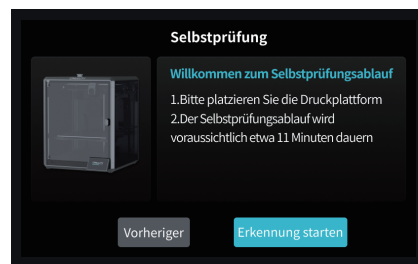 Selbstprüfung
Willkommen zum Selbstprüfungsablauf
1.Bitte platzieren Sie die Druckplattform
2.Der Selbstprüfungsablauf wird
voraussichtlich etwa 11 Minuten dauern
Vorheriger
Erkennung starten